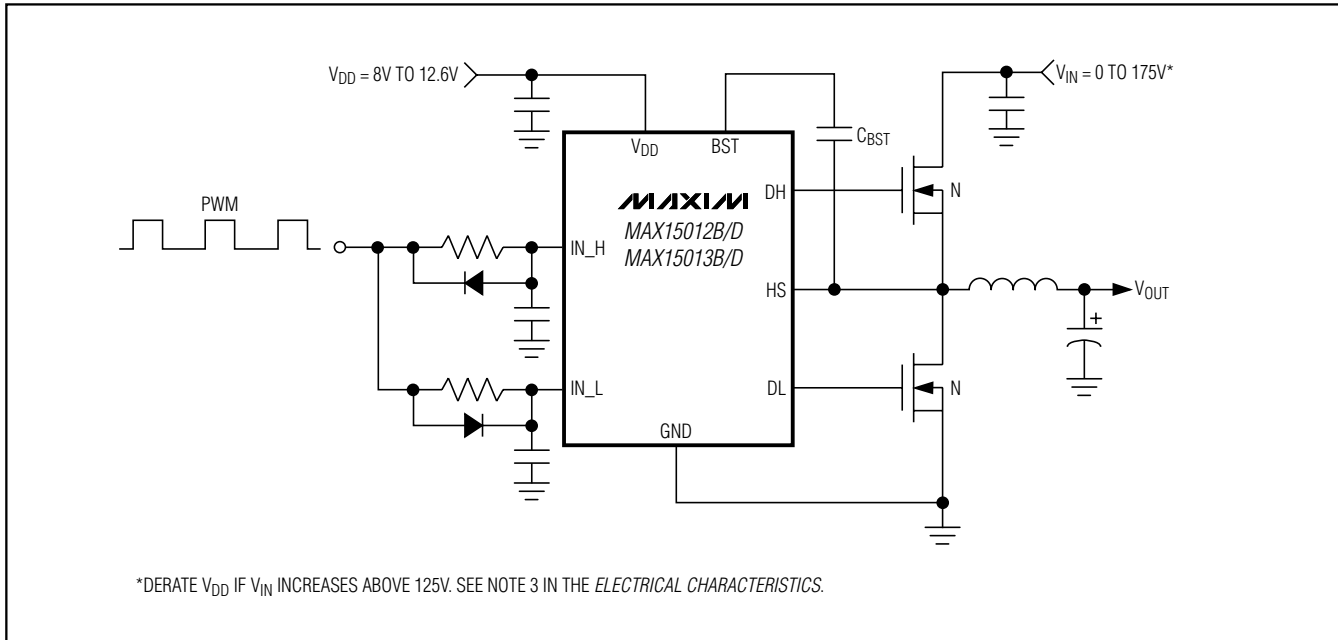 V_DD = 8V TO 12.6V
V_IN = 0 TO 175V*
V_DD
BST
C_BST
MAXIM
DH
N
PWM
MAX15012B/D
IN_H
MAX15013B/D
HS
V_OUT
+
IN_L
DL
N
GND
*DERATE V_DD IF V_IN INCREASES ABOVE 125V. SEE NOTE 3 IN THE ELECTRICAL CHARACTERISTICS.